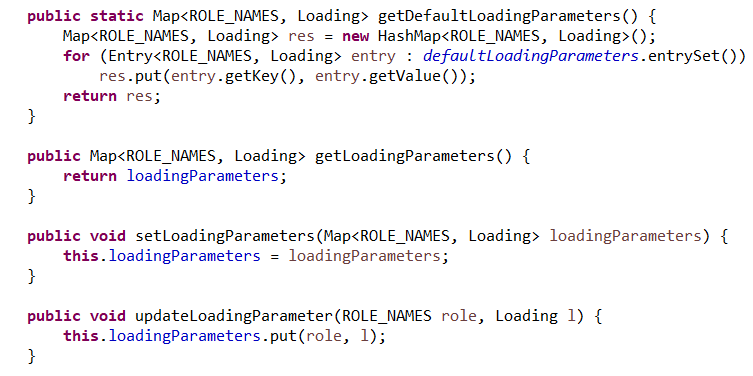 public static Map<ROLE_NAMES, Loading> getDefaultLoadingParameters() {
    Map<ROLE_NAMES, Loading> res = new HashMap<ROLE_NAMES, Loading>();
    for (Entry<ROLE_NAMES, Loading> entry : defaultLoadingParameters.entrySet())
        res.put(entry.getKey(), entry.getValue());
    return res;
}

public Map<ROLE_NAMES, Loading> getLoadingParameters() {
    return loadingParameters;
}

public void setLoadingParameters(Map<ROLE_NAMES, Loading> loadingParameters) {
    this.loadingParameters = loadingParameters;
}

public void updateLoadingParameter(ROLE_NAMES role, Loading l) {
    this.loadingParameters.put(role, l);
}